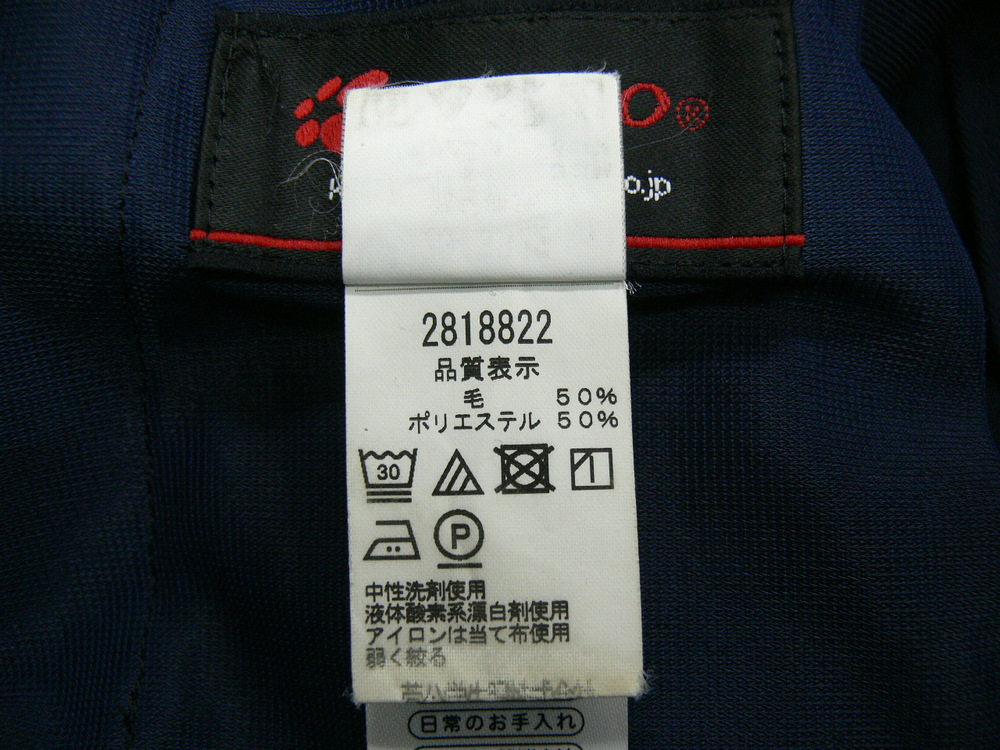 O®
o.jp
2818822
品質表示
毛 50%
ポリエステル 50%
30
P
中性洗剤使用
液体酸素系漂白剤使用
アイロンは当て布使用
弱く絞る
日常のお手入れ